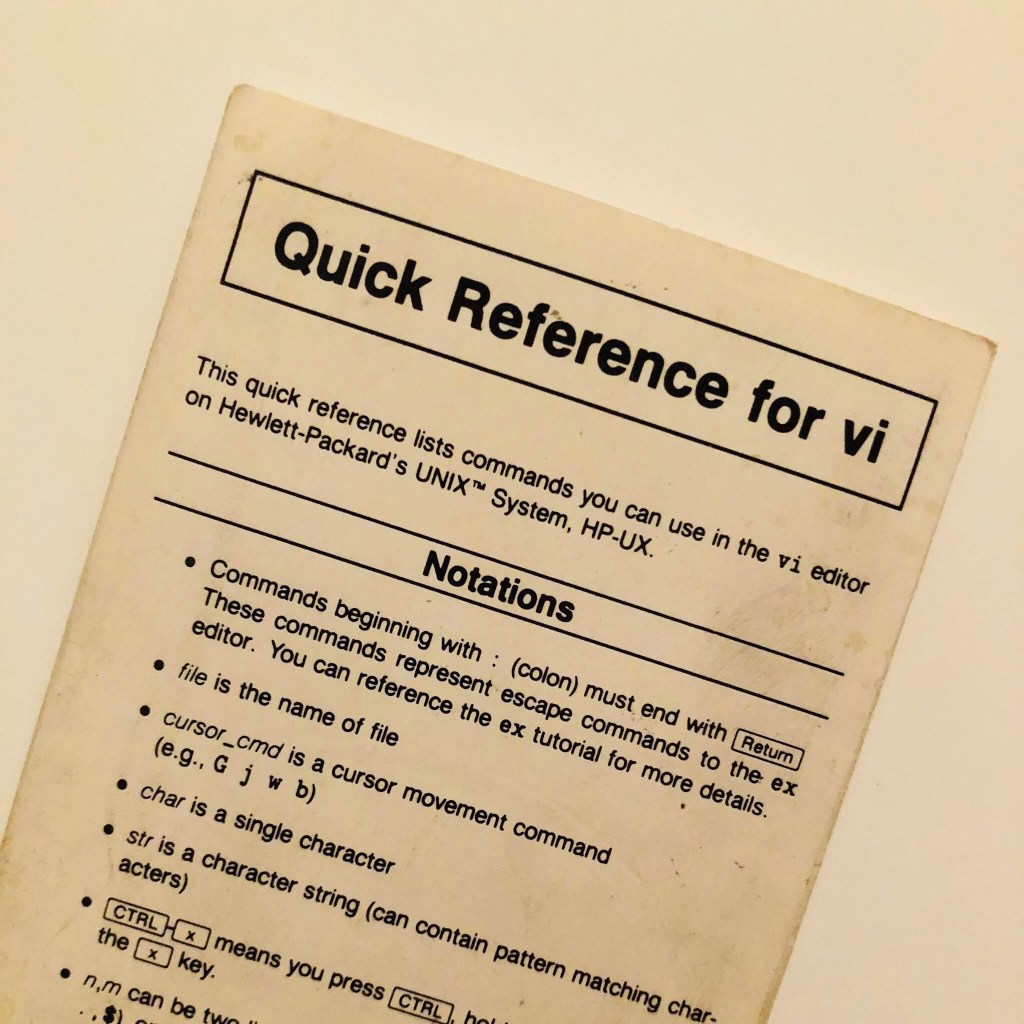 Quick Reference for vi
This quick reference lists commands you can use in the vi editor
on Hewlett-Packard's UNIX™ System, HP-UX.
Notations
• Commands beginning with : (colon) must end with Return
These commands represent escape commands to the ex
editor. You can reference the ex tutorial for more details.
• file is the name of file
• cursor_cmd is a cursor movement command
(e.g., G j w b)
• char is a single character
• str is a character string (can contain pattern matching char-
acters)
• CTRL-x means you press CTRL,
the x key.
• n,m can be two
.,$)